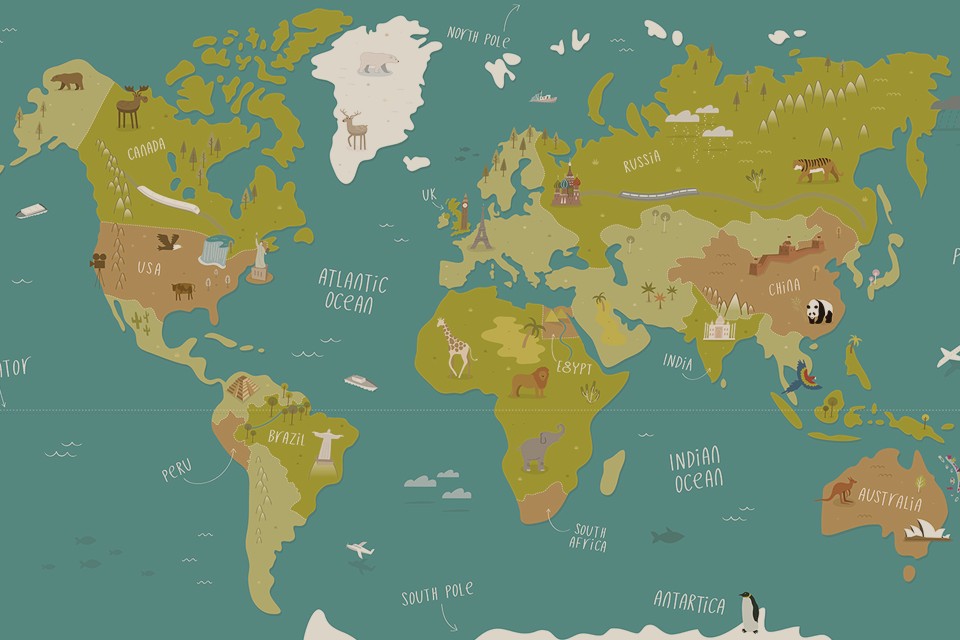 NORTH POLE
CANADA
RUSSIA
UK
USA
ATLANTIC
OCEAN
CHINA
ATOR
EGYPT
INDIA
BRAZIL
PERU
INDIAN
OCEAN
AUSTRALIA
SOUTH
AFRICA
SOUTH POLE
ANTARTICA
P